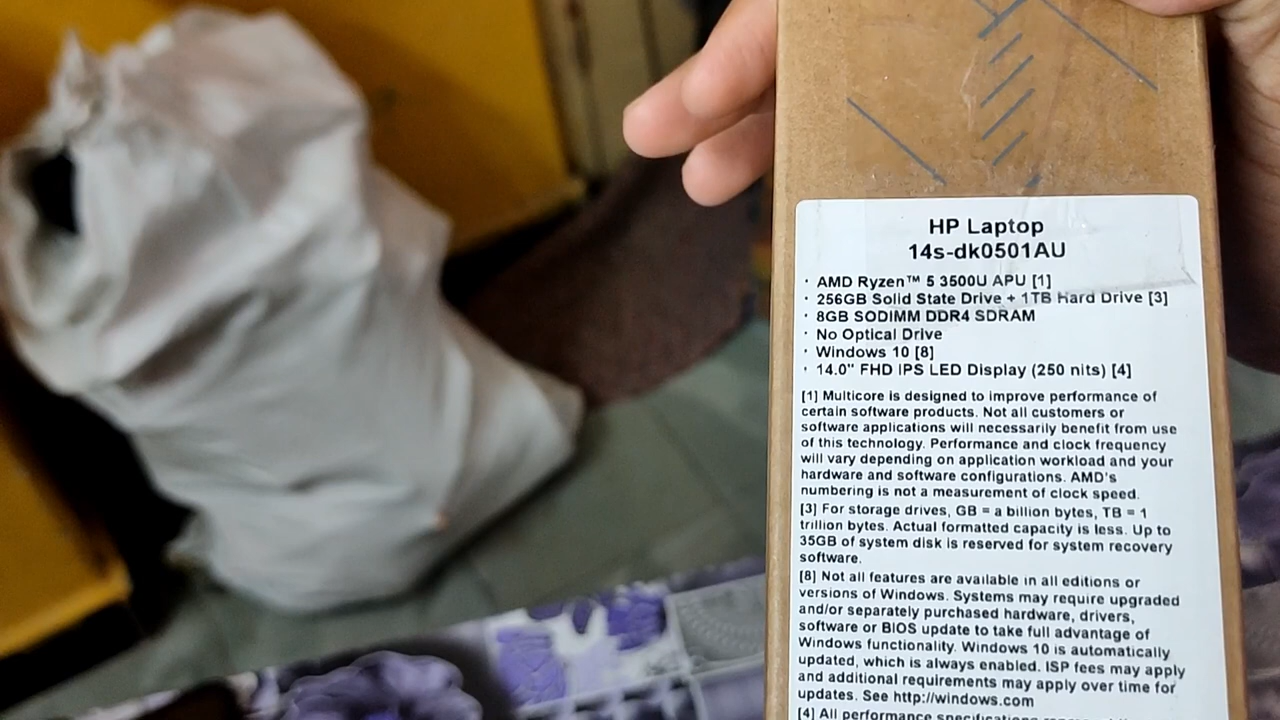 HP Laptop
14s-dk0501AU
· AMD Ryzen™ 5 3500U APU [1]
· 256GB Solid State Drive + 1TB Hard Drive [3]
· 8GB SODIMM DDR4 SDRAM
· No Optical Drive
· Windows 10 [8]
· 14.0" FHD IPS LED Display (250 nits) [4]
[1] Multicore is designed to improve performance of
certain software products. Not all customers or
software applications will necessarily benefit from use
of this technology. Performance and clock frequency
will vary depending on application workload and your
hardware and software configurations. AMD's
numbering is not a measurement of clock speed.
[3] For storage drives, GB = a billion bytes, TB = 1
trillion bytes. Actual formatted capacity is less. Up to
35GB of system disk is reserved for system recovery
software.
[8] Not all features are available in all editions or
versions of Windows. Systems may require upgraded
and/or separately purchased hardware, drivers,
software or BIOS update to take full advantage of
Windows functionality. Windows 10 is automatically
updated, which is always enabled. ISP fees may apply
and additional requirements may apply over time for
updates. See http://windows.com
[4] All performance specifications